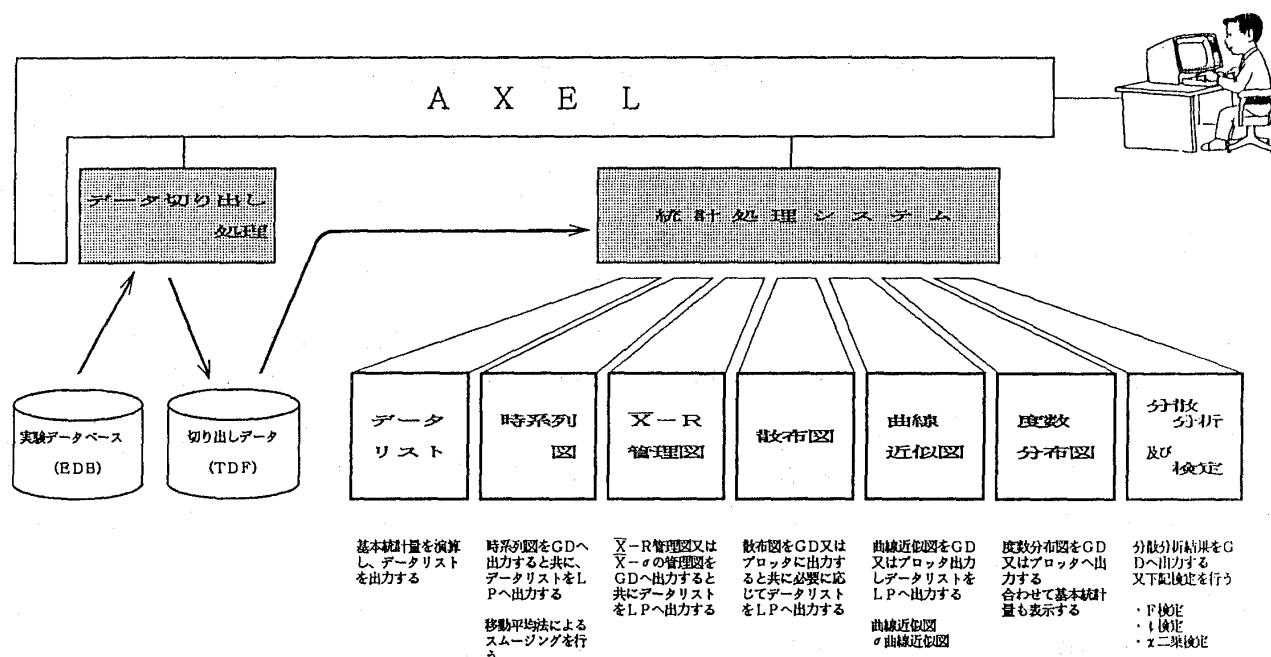 AXEL
データ切り出し
処理
統計処理システム
実験データベース
(EDB)
切り出しデータ
(TDF)
データ
リスト
時系列
図
X̅−R
管理図
散布図
曲線
近似図
度数
分布図
分散
分析
及び
検定
基本統計量を演算
し、データリスト
を出力する
時系列図をGDへ
出力すると共に、
データリストをL
Pへ出力する
移動平均法による
スムージングを行
う
X̅−R管理図又は
X̅−σの管理図を
GDへ出力すると
共にデータリスト
をLPへ出力する
散布図をGD又は
プロッタに出力す
ると共に必要に応
じてデータリスト
をLPへ出力する
曲線近似図をGD
又はプロッタ出力
しデータリストを
LPへ出力する
曲線近似図
σ曲線近似図
度数分布図をGD
又はプロッタへ出
力する
合わせて基本統計
量も表示する
分散分析結果をG
Dへ出力する
又下記検定を行う
・F検定
・t検定
・χ二乗検定